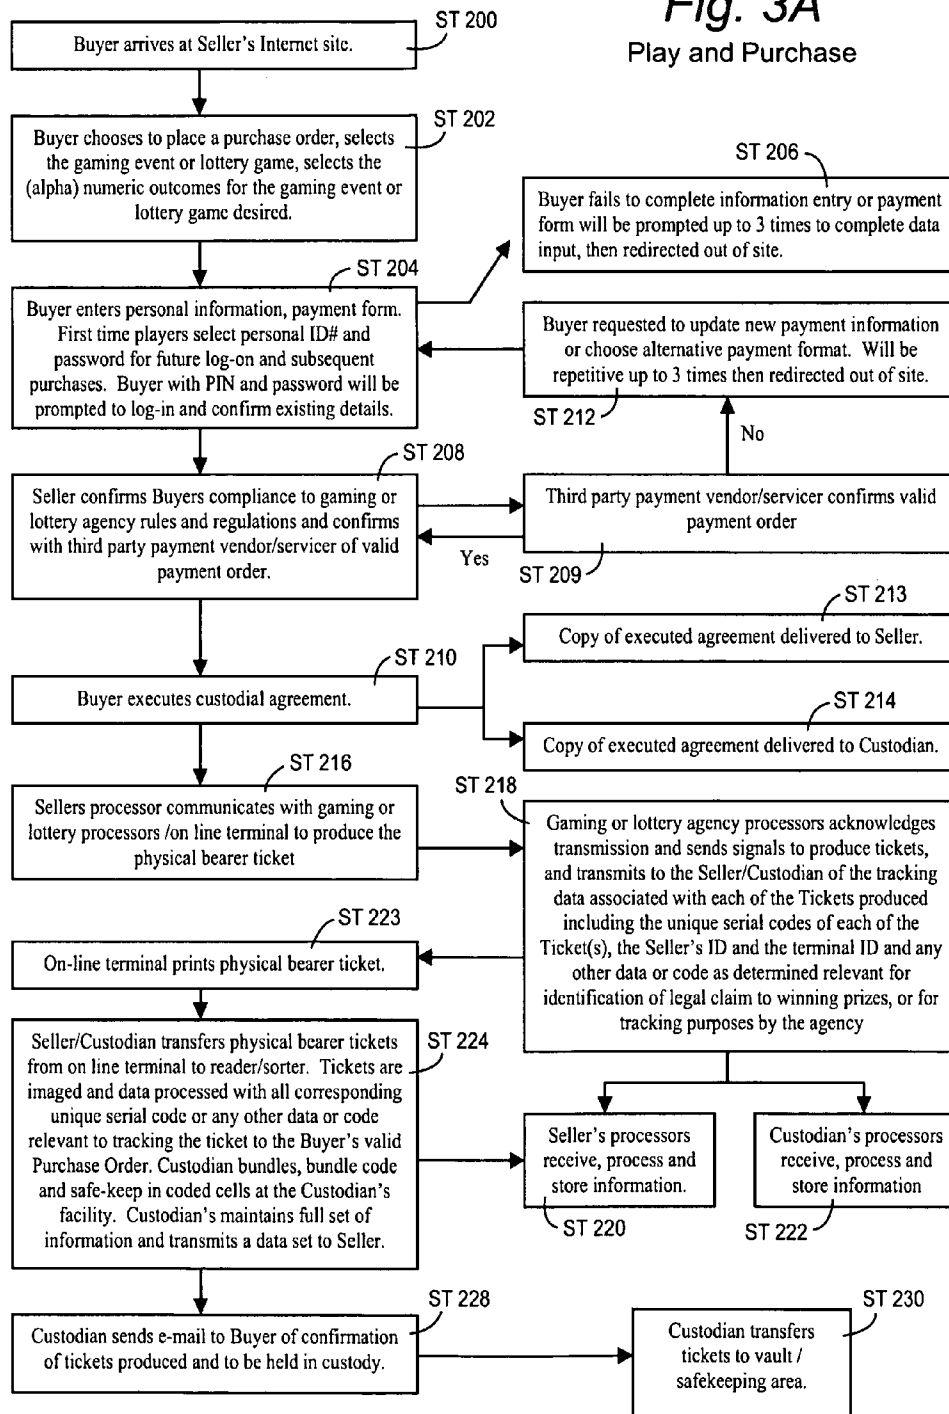 Fig. 3A
Play and Purchase
ST 200
Buyer arrives at Seller's Internet site.
ST 202
Buyer chooses to place a purchase order, selects
the gaming event or lottery game, selects the
(alpha) numeric outcomes for the gaming event or
lottery game desired.
ST 206
Buyer fails to complete information entry or payment
form will be prompted up to 3 times to complete data
input, then redirected out of site.
ST 204
Buyer enters personal information, payment form.
First time players select personal ID# and
password for future log-on and subsequent
purchases. Buyer with PIN and password will be
prompted to log-in and confirm existing details.
Buyer requested to update new payment information
or choose alternative payment format. Will be
repetitive up to 3 times then redirected out of site.
ST 212
No
ST 208
Seller confirms Buyers compliance to gaming or
lottery agency rules and regulations and confirms
with third party payment vendor/servicer of valid
payment order.
Yes
Third party payment vendor/servicer confirms valid
payment order
ST 209
ST 213
Copy of executed agreement delivered to Seller.
ST 210
Buyer executes custodial agreement.
ST 214
Copy of executed agreement delivered to Custodian.
ST 216
Sellers processor communicates with gaming or
lottery processors /on line terminal to produce the
physical bearer ticket
ST 218
Gaming or lottery agency processors acknowledges
transmission and sends signals to produce tickets,
and transmits to the Seller/Custodian of the tracking
data associated with each of the Tickets produced
including the unique serial codes of each of the
Ticket(s), the Seller's ID and the terminal ID and any
other data or code as determined relevant for
identification of legal claim to winning prizes, or for
tracking purposes by the agency
ST 223
On-line terminal prints physical bearer ticket.
ST 224
Seller/Custodian transfers physical bearer tickets
from on line terminal to reader/sorter. Tickets are
imaged and data processed with all corresponding
unique serial code or any other data or code
relevant to tracking the ticket to the Buyer's valid
Purchase Order. Custodian bundles, bundle code
and safe-keep in coded cells at the Custodian's
facility. Custodian's maintains full set of
information and transmits a data set to Seller.
Seller's processors
receive, process and
store information.
ST 220
Custodian's processors
receive, process and
store information
ST 222
ST 228
Custodian sends e-mail to Buyer of confirmation
of tickets produced and to be held in custody.
ST 230
Custodian transfers
tickets to vault /
safekeeping area.